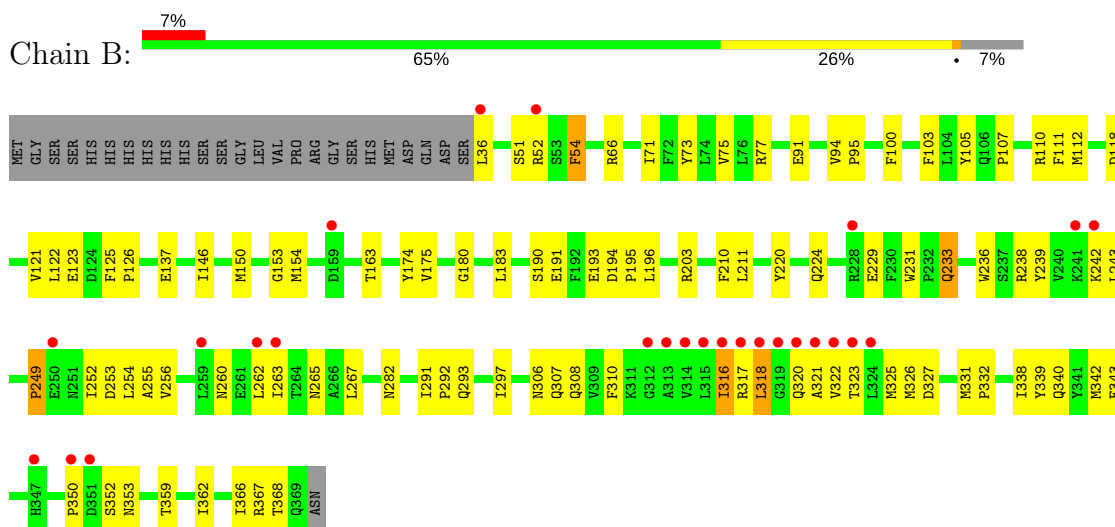 7%
Chain B:
65% 26% • 7%
MET GLY SER SER HIS HIS HIS HIS HIS HIS SER SER GLY LEU VAL PRO ARG GLY SER HIS MET ASP GLN ASP SER L36 S51 R52 S53 F54 R66 I71 F72 Y73 L74 V75 L76 R77 E91 V94 P95 F100 F103 L104 Y105 Q106 P107 R110 F111 M112
V121 L122 E123 D124 F125 P126 E137 I146 M150 G153 M154 D159 T163 Y174 V175 G180 L183 S190 E191 F192 E193 D194 P195 L196 R203 F210 L211 Y220 Q224 R228 E229 F230 W231 P232 Q233 W236 S237 R238 Y239 V240 K241 K242
P249 E250 N251 I252 D253 L254 A255 V256 L259 N260 E261 L262 I263 T264 N265 A266 L267 N282 I291 P292 Q293 I297 N306 Q307 Q308 V309 F310 K311 G312 A313 V314 L315 I316 R317 L318 G319 Q320 A321 V322 T323 L324 M325 M326 D327 M331 P332 I338 Y339 Q340 Y341 M342
H347 P350 D351 S352 N353 T359 I362 I366 R367 T368 Q369 ASN